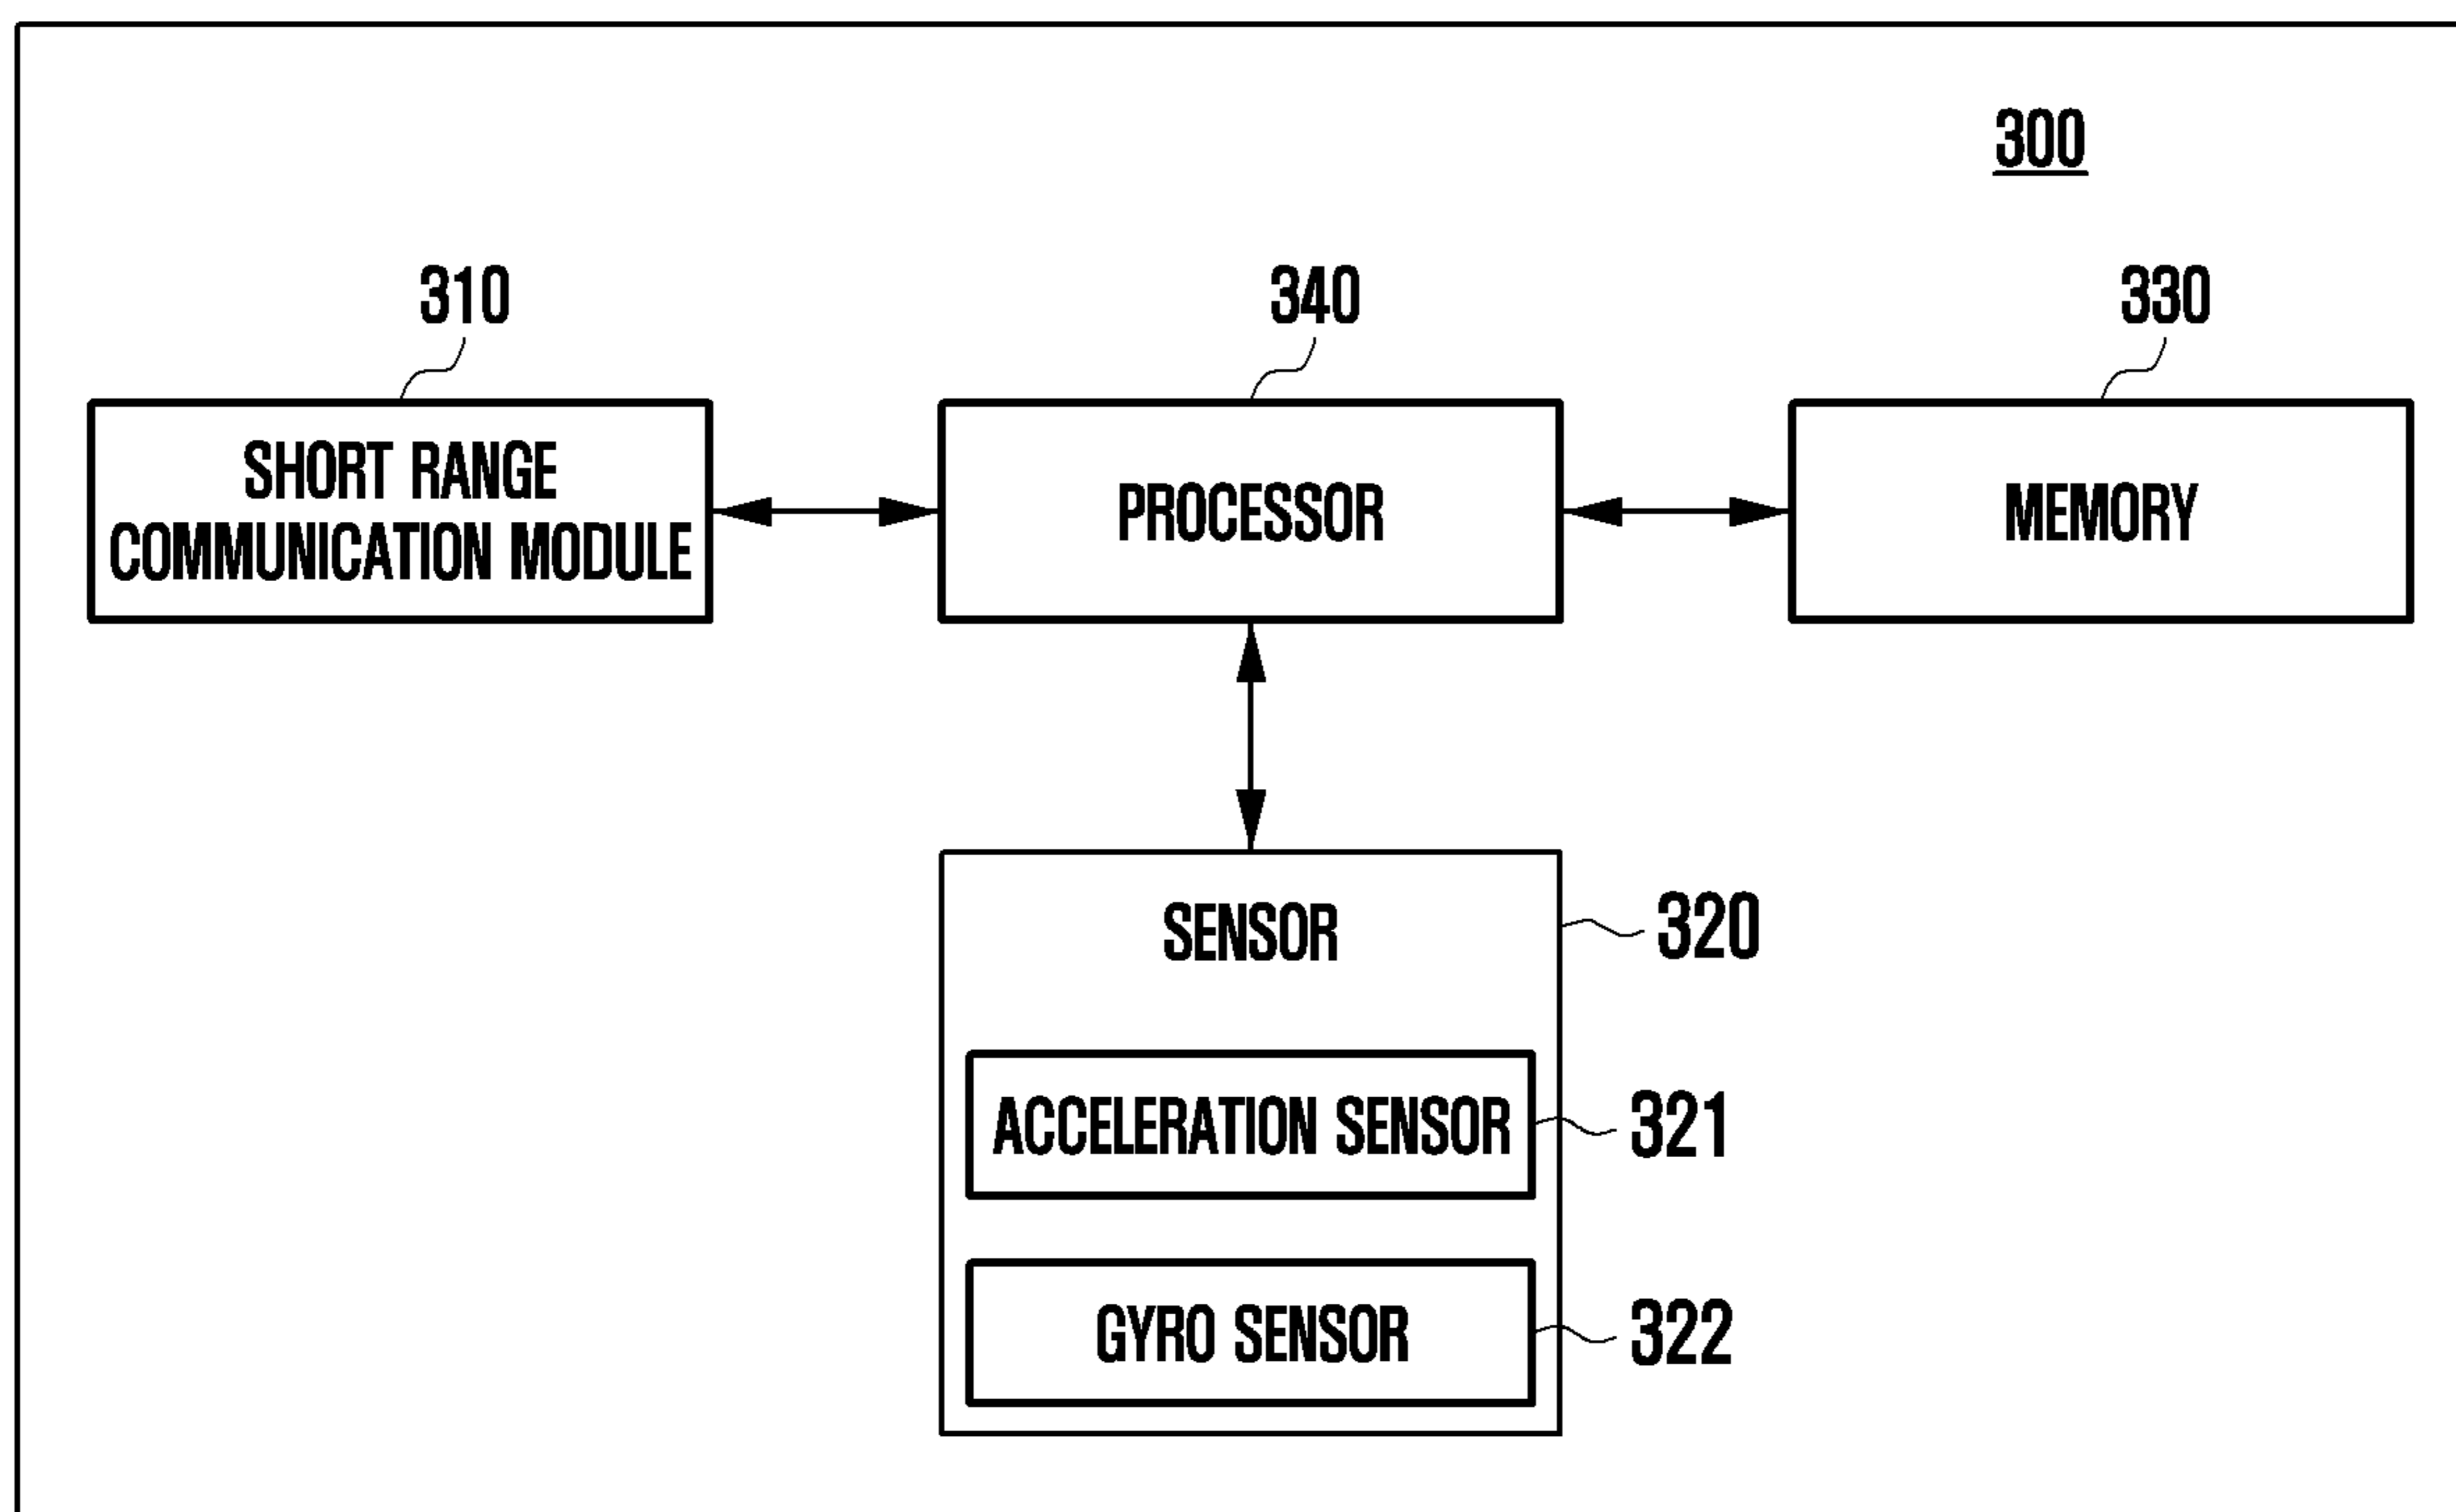 300
310
340
330
SHORT RANGE
COMMUNICATION MODULE
PROCESSOR
MEMORY
SENSOR
320
ACCELERATION SENSOR
321
GYRO SENSOR
322